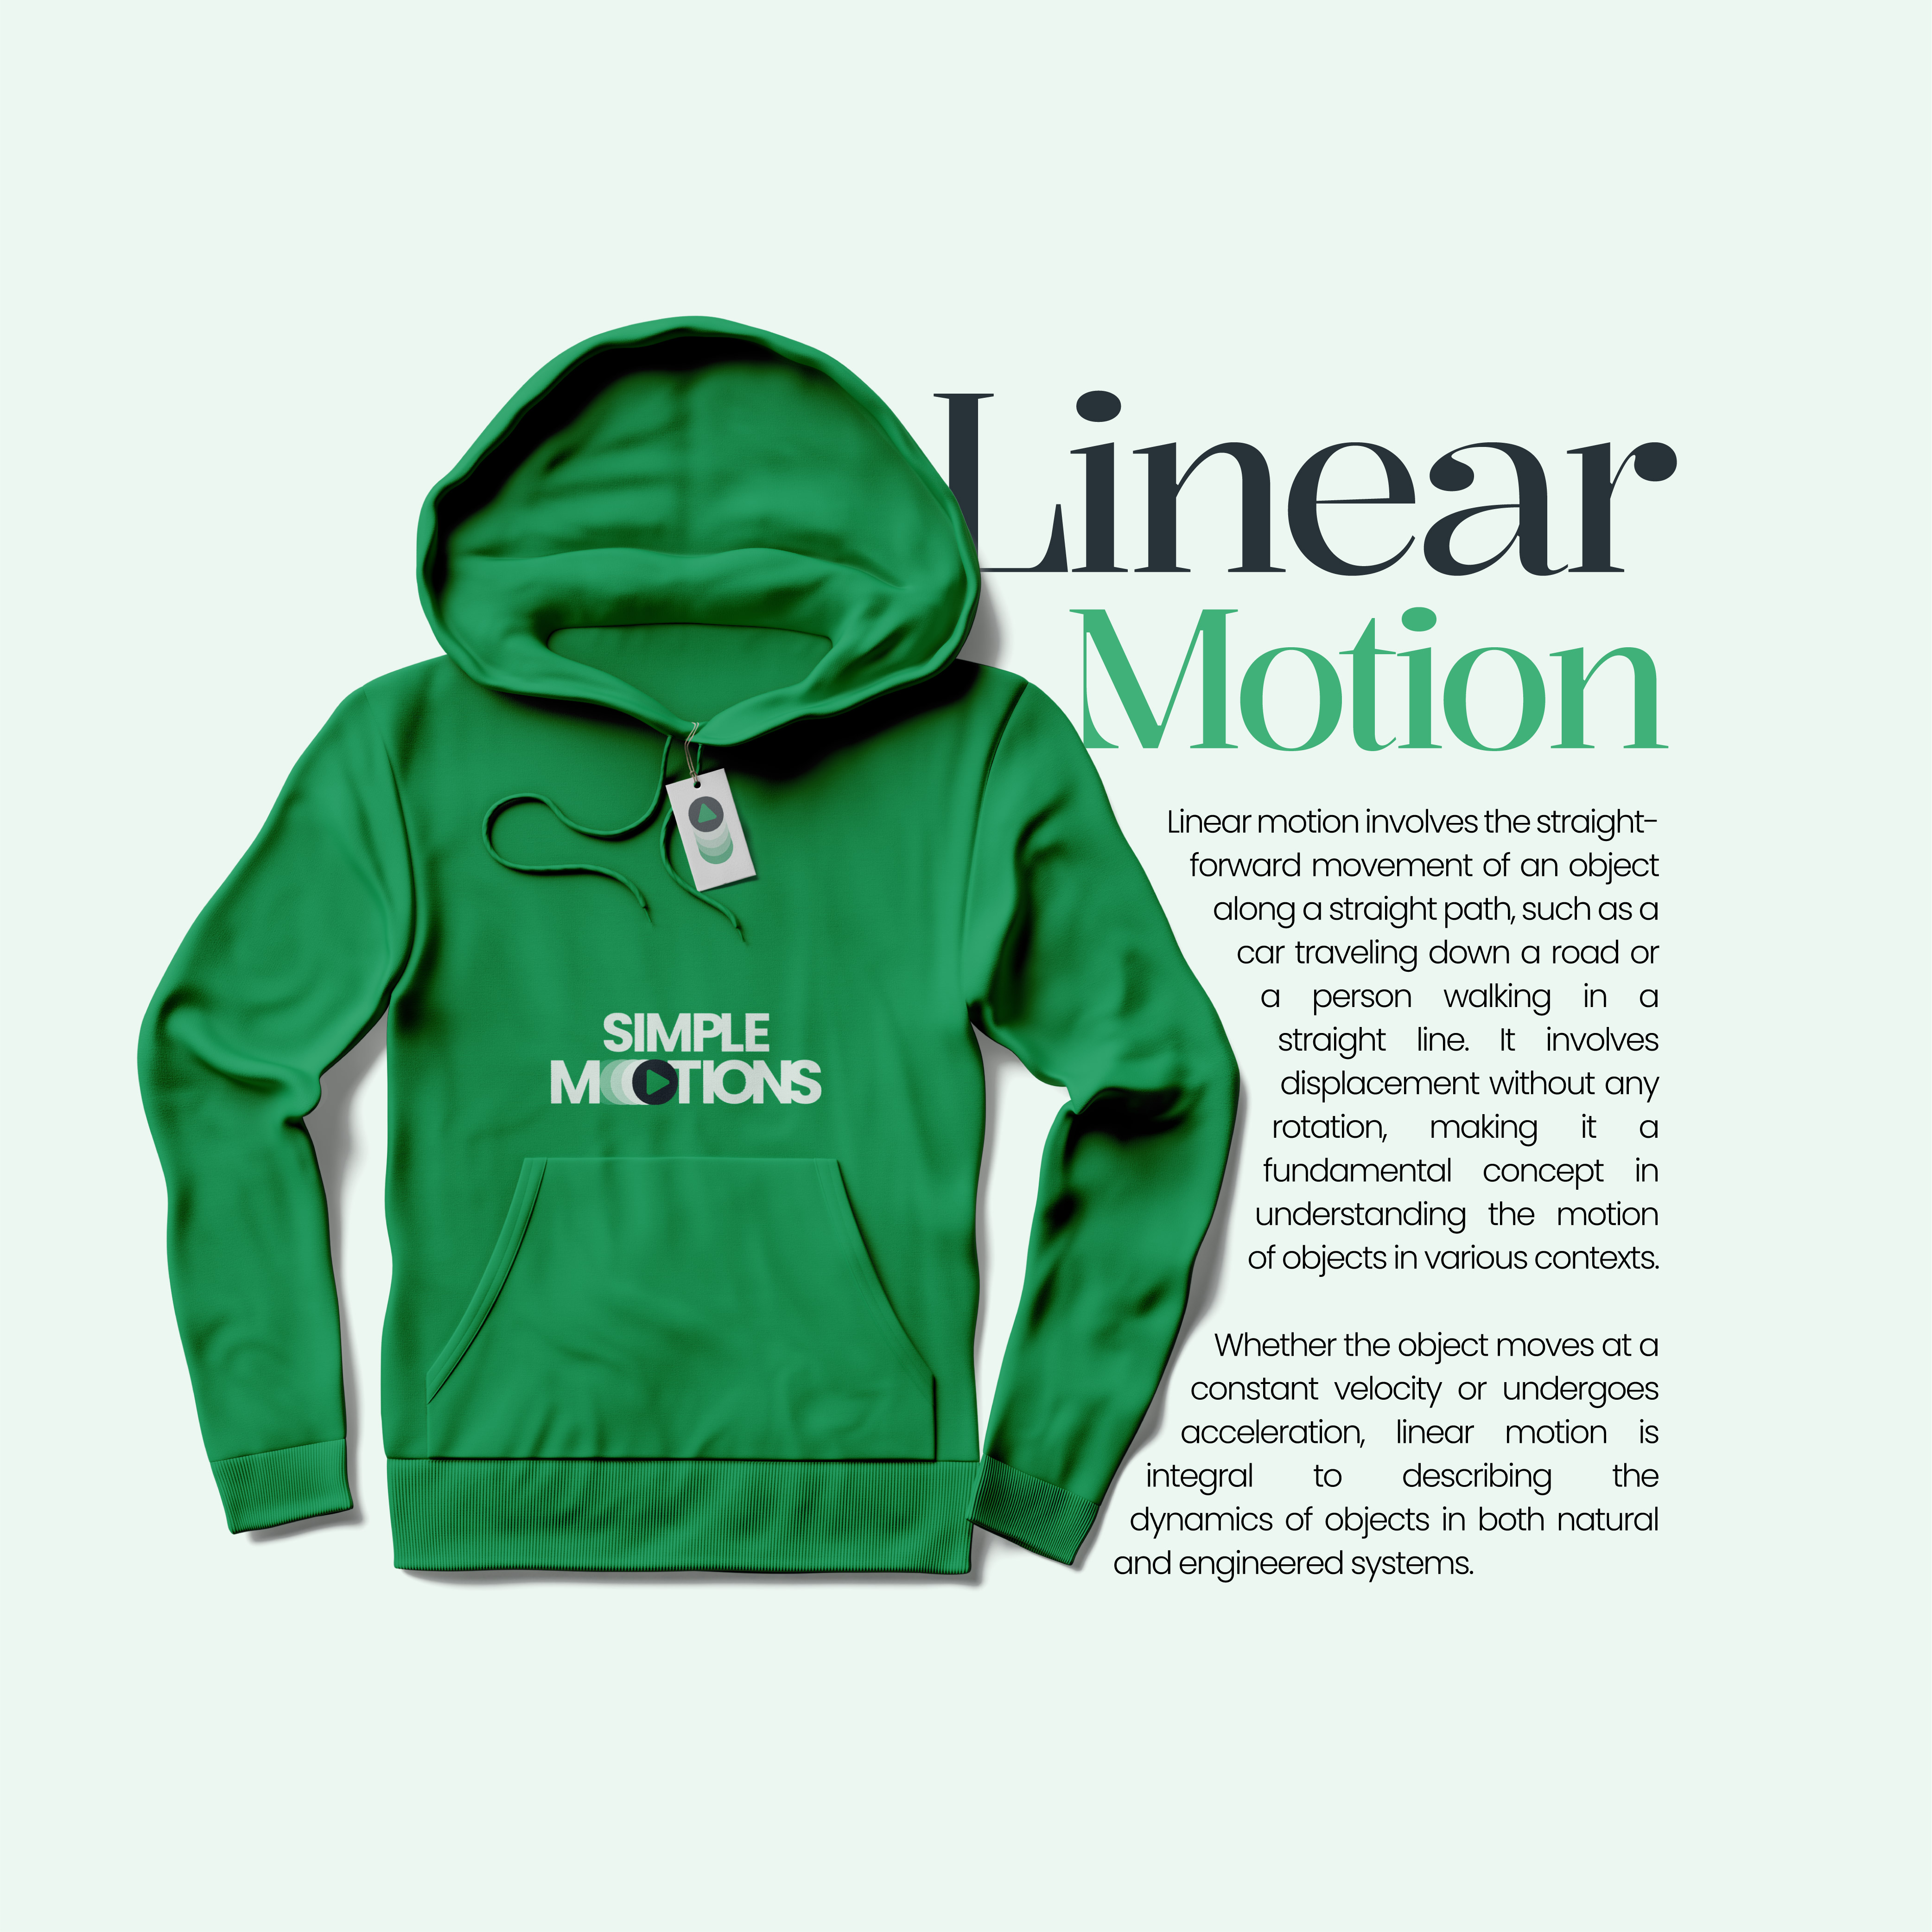 Linear
Motion
Linear motion involves the straight-
forward movement of an object
along a straight path, such as a
car traveling down a road or
a person walking in a
straight line. It involves
displacement without any
rotation, making it a
fundamental concept in
understanding the motion
of objects in various contexts.
Whether the object moves at a
constant velocity or undergoes
acceleration, linear motion is
integral to describing the
dynamics of objects in both natural
and engineered systems.
SIMPLE
MOTIONS